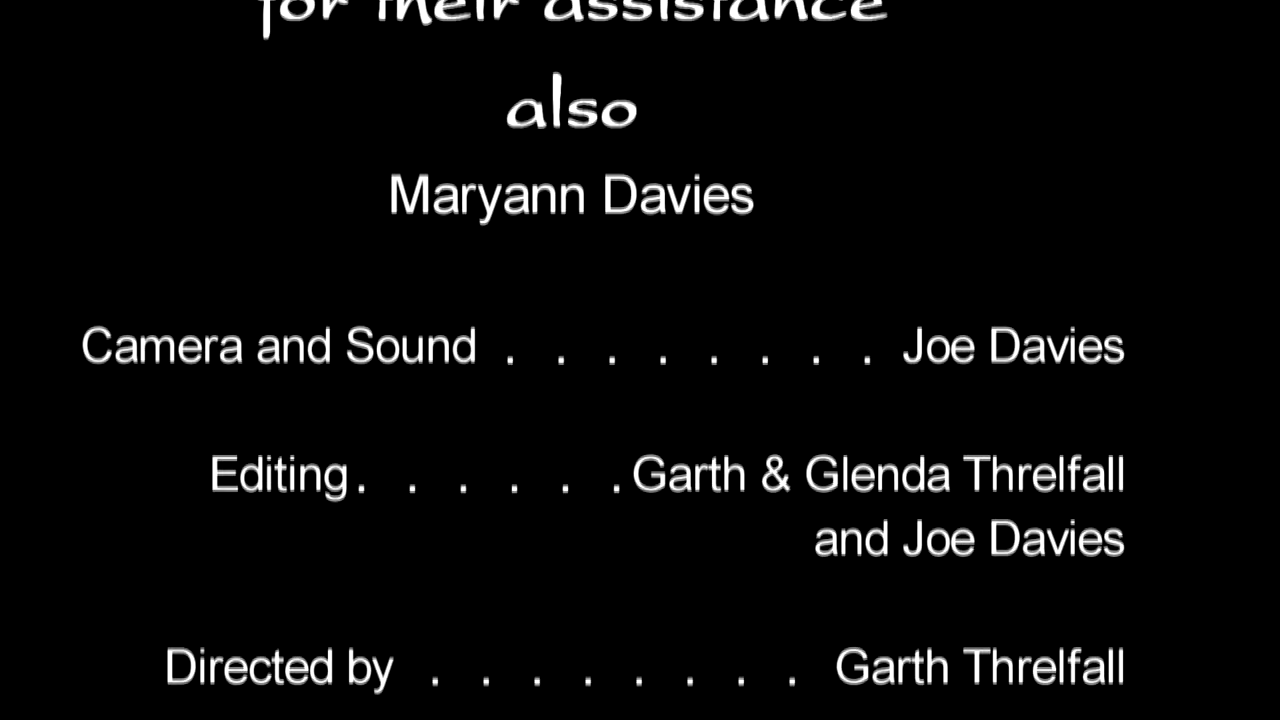 for their assistance
also
Maryann Davies
Camera and Sound . . . . . . . . Joe Davies
Editing . . . . . . Garth & Glenda Threlfall
and Joe Davies
Directed by . . . . . . . . Garth Threlfall